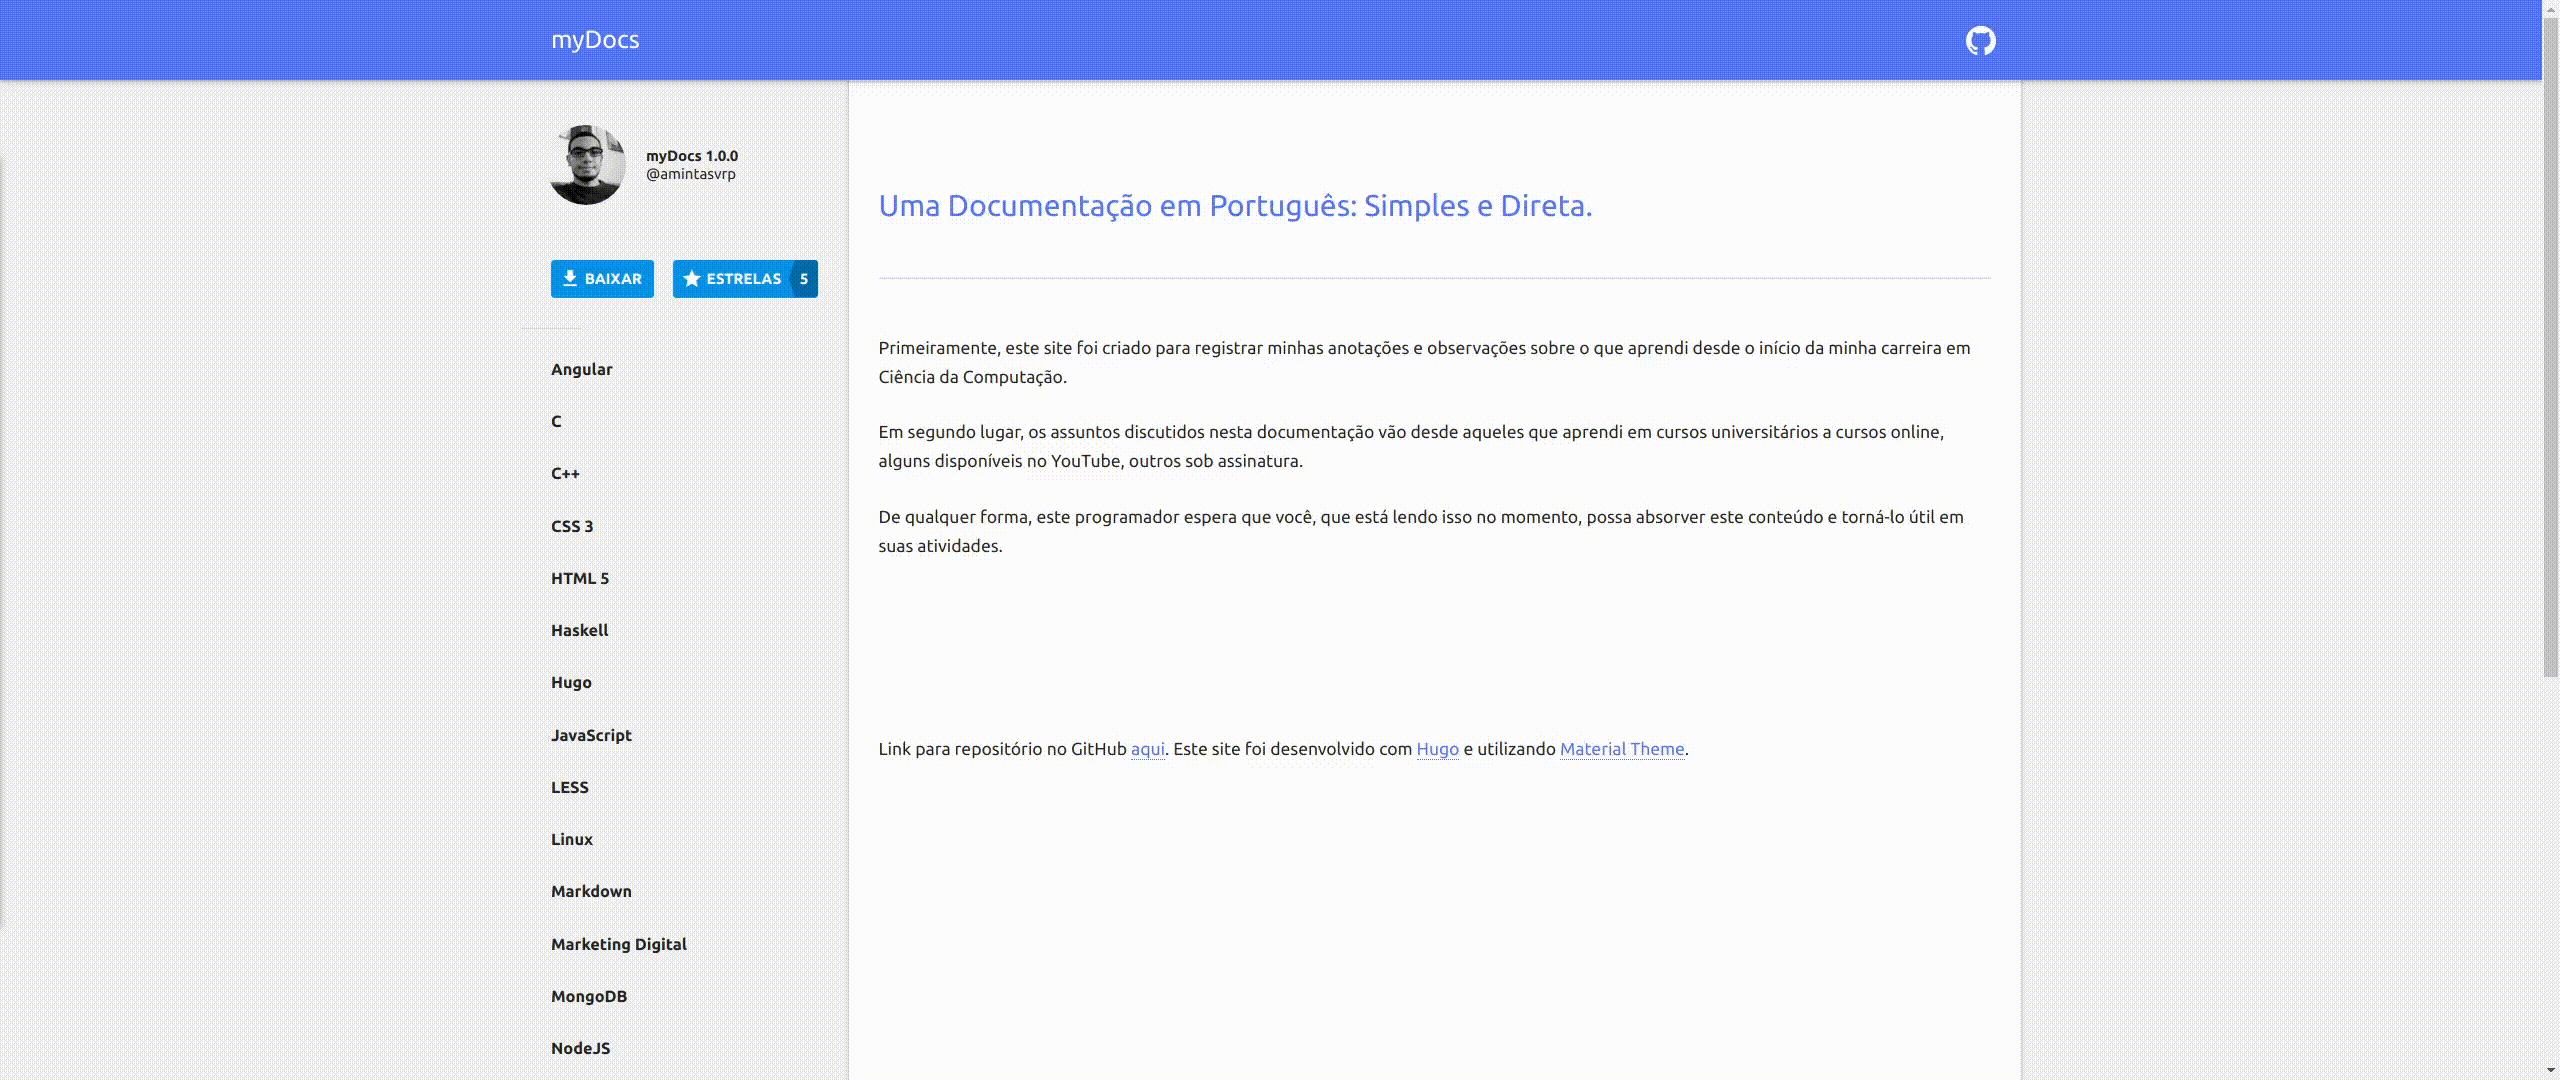 myDocs
myDocs 1.0.0
@amintasvrp
BAIXAR
ESTRELAS 5
Angular
C
C++
CSS 3
HTML 5
Haskell
Hugo
JavaScript
LESS
Linux
Markdown
Marketing Digital
MongoDB
NodeJS
Uma Documentação em Português: Simples e Direta.
Primeiramente, este site foi criado para registrar minhas anotações e observações sobre o que aprendi desde o início da minha carreira em
Ciência da Computação.
Em segundo lugar, os assuntos discutidos nesta documentação vão desde aqueles que aprendi em cursos universitários a cursos online,
alguns disponíveis no YouTube, outros sob assinatura.
De qualquer forma, este programador espera que você, que está lendo isso no momento, possa absorver este conteúdo e torná-lo útil em
suas atividades.
Link para repositório no GitHub aqui. Este site foi desenvolvido com Hugo e utilizando Material Theme.